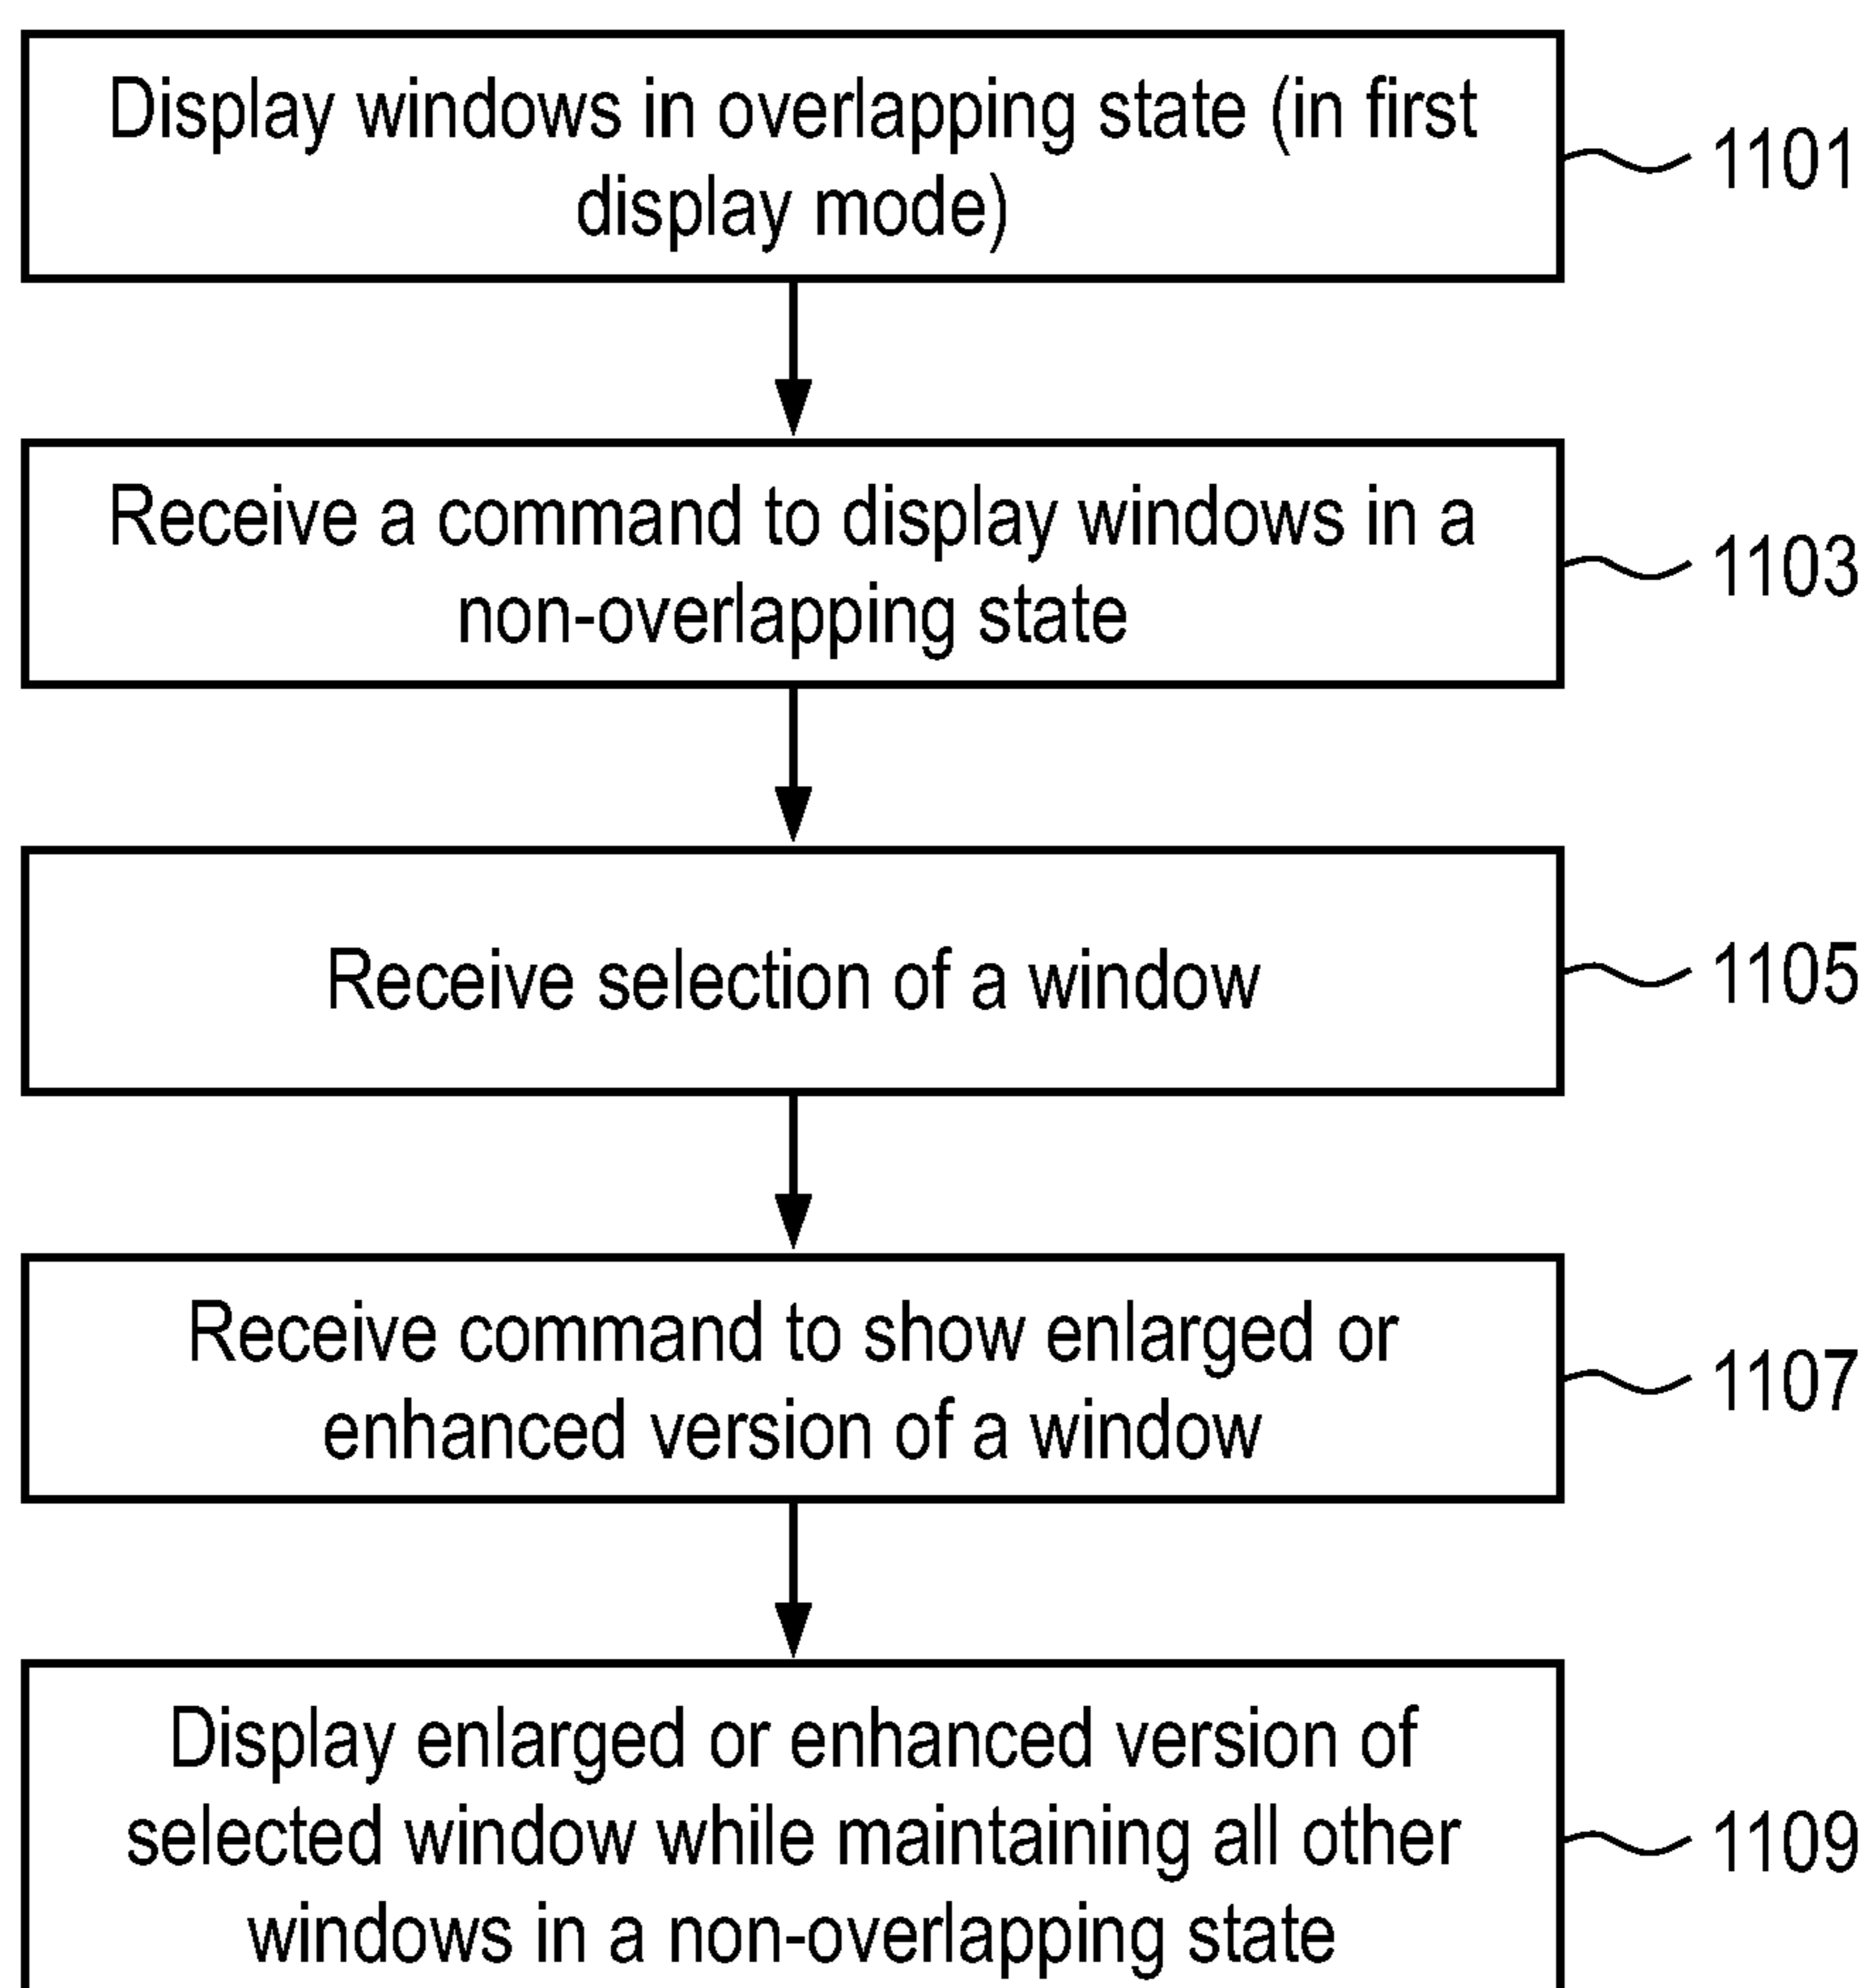 Display windows in overlapping state (in first
display mode)
1101
Receive a command to display windows in a
non-overlapping state
1103
Receive selection of a window
1105
Receive command to show enlarged or
enhanced version of a window
1107
Display enlarged or enhanced version of
selected window while maintaining all other
windows in a non-overlapping state
1109